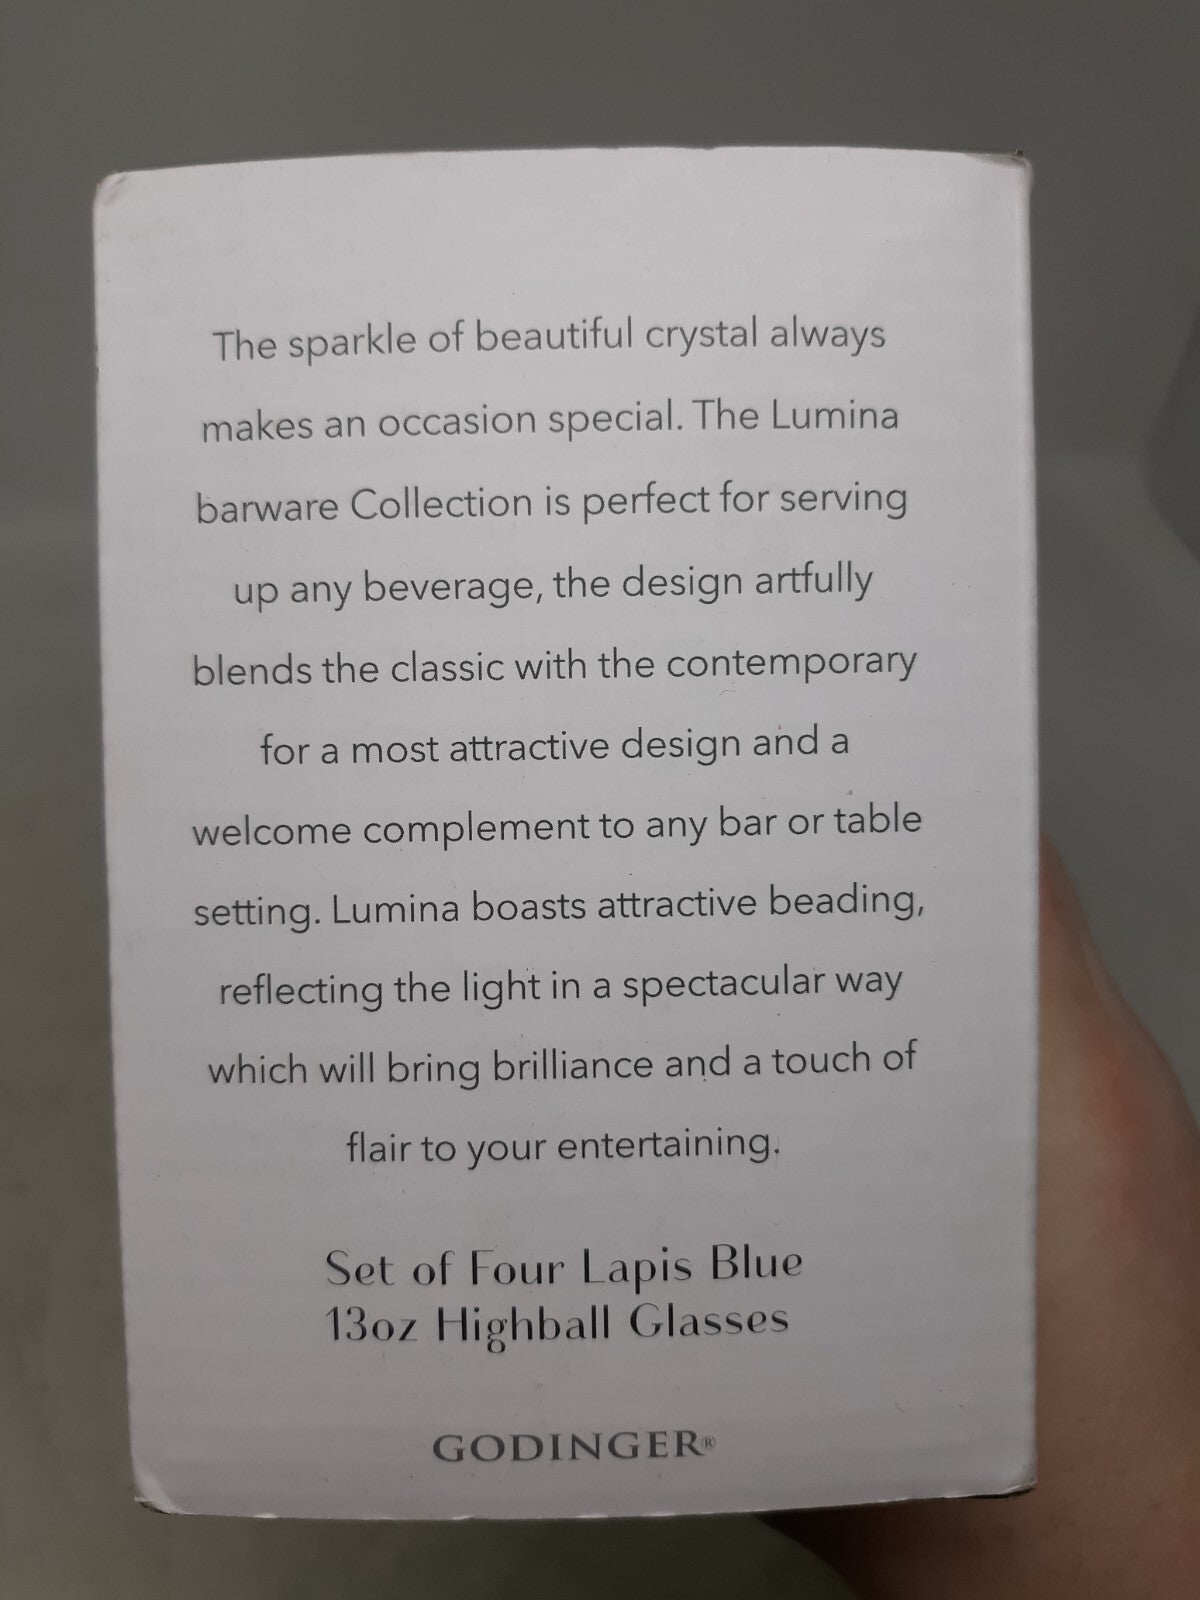 The sparkle of beautiful crystal always
makes an occasion special. The Lumina
barware Collection is perfect for serving
up any beverage, the design artfully
blends the classic with the contemporary
for a most attractive design and a
welcome complement to any bar or table
setting. Lumina boasts attractive beading,
reflecting the light in a spectacular way
which will bring brilliance and a touch of
flair to your entertaining.
Set of Four Lapis Blue
13oz Highball Glasses
GODINGER®